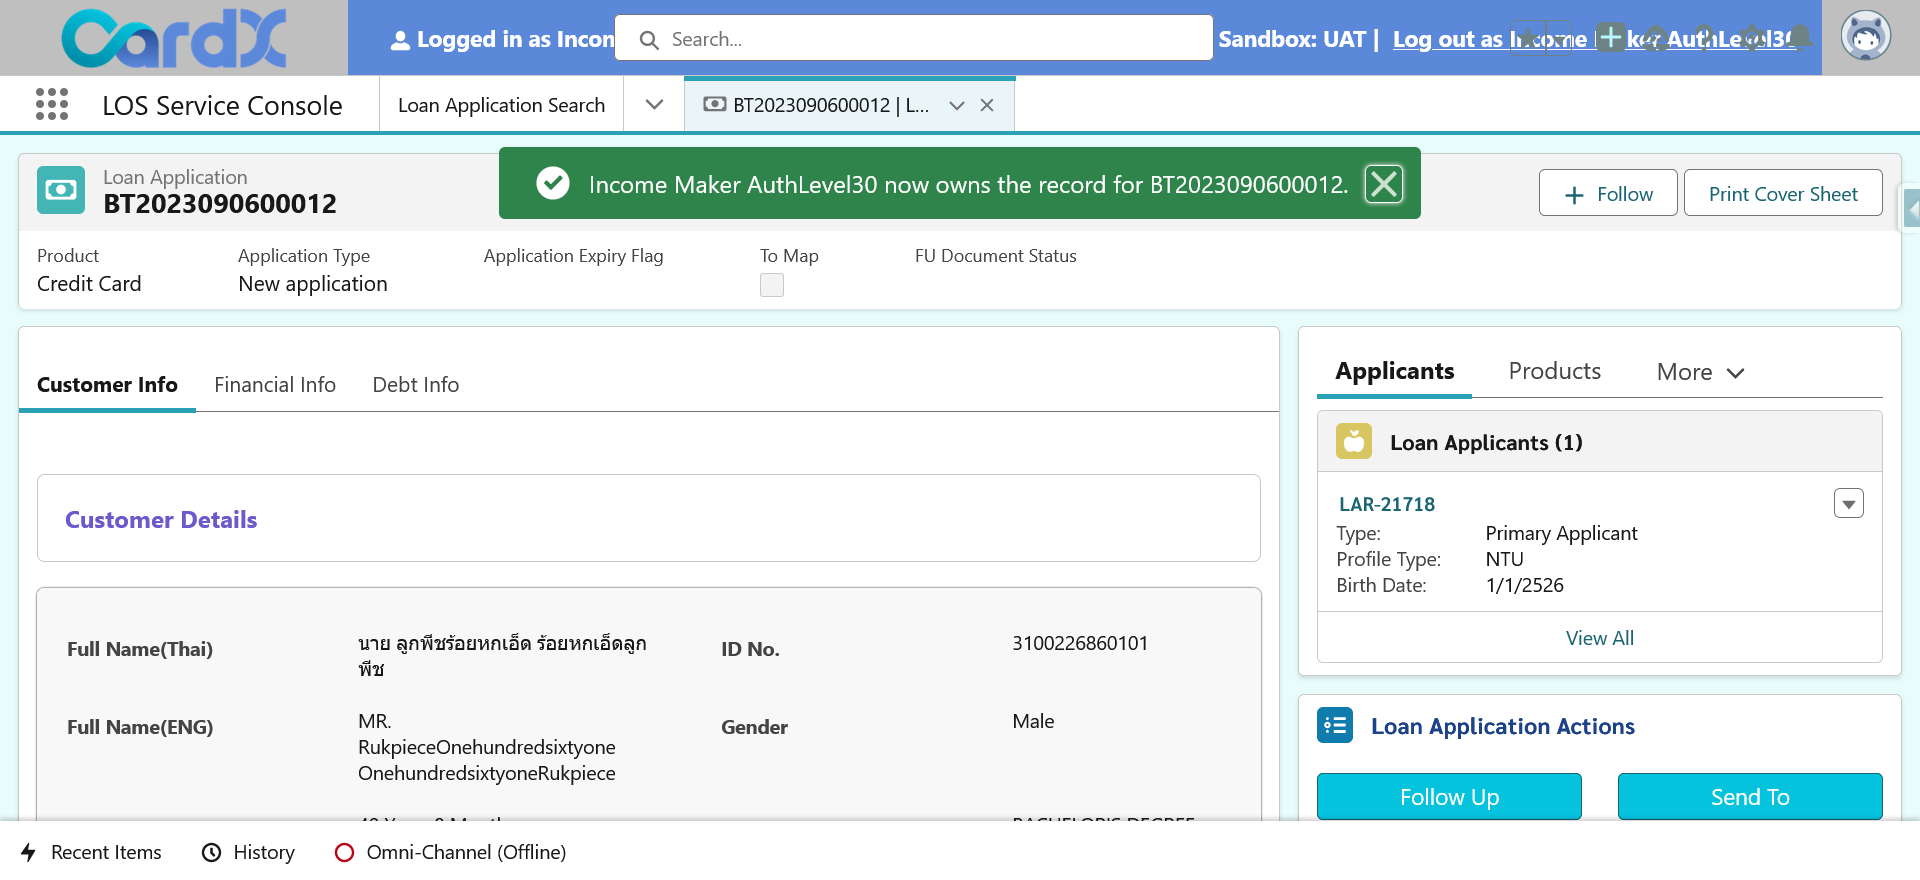 CardX
Logged in as Incom
Search...
Sandbox: UAT |
Log out as Income
ker AuthLevel30
LOS Service Console
Loan Application Search
BT2023090600012 | L...
Loan Application
BT2023090600012
Income Maker AuthLevel30 now owns the record for BT2023090600012.
Follow
Print Cover Sheet
Product
Application Type
Application Expiry Flag
To Map
FU Document Status
Credit Card
New application
Customer Info
Financial Info
Debt Info
Applicants
Products
More
Loan Applicants (1)
LAR-21718
Type: Primary Applicant
Profile Type: NTU
Birth Date: 1/1/2526
View All
Customer Details
Full Name(Thai)
นาย ลูกพีชร้อยหกเอ็ด ร้อยหกเอ็ดลูก
พีช
ID No.
3100226860101
Full Name(ENG)
MR.
RukpieceOnehundredsixtyone
OnehundredsixtyoneRukpiece
Gender
Male
Loan Application Actions
Follow Up
Send To
Recent Items
History
Omni-Channel (Offline)